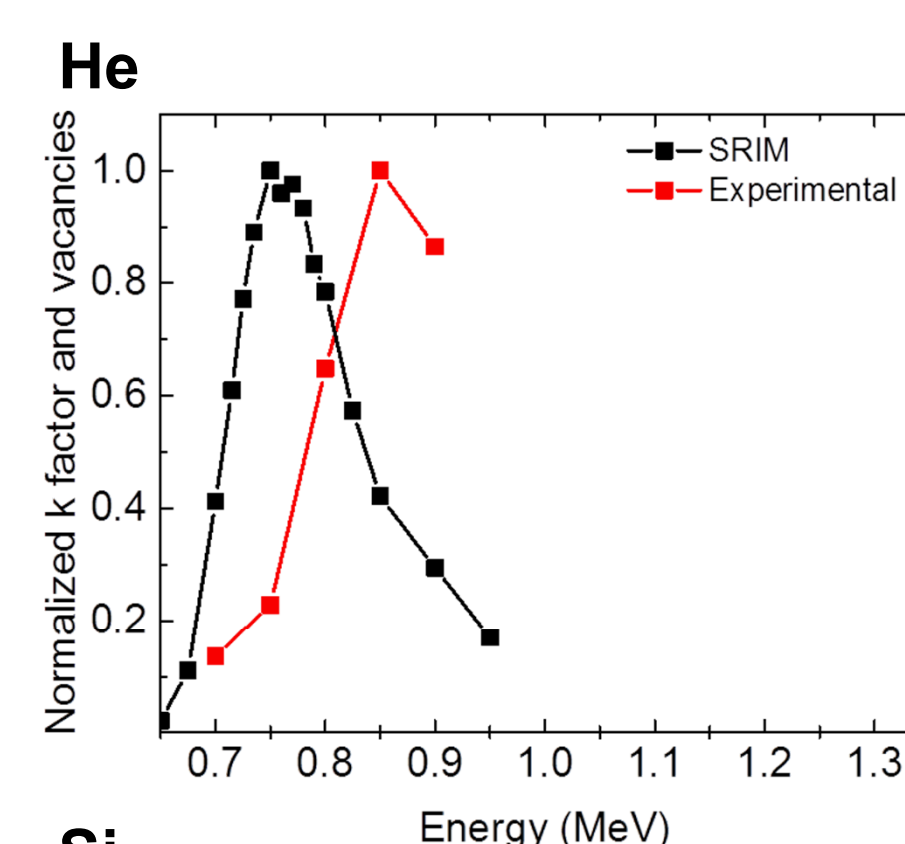 He
Normalized k factor and vacancies
1.0
0.8
0.6
0.4
0.2
SRIM
Experimental
0.7 0.8 0.9 1.0 1.1 1.2 1.3
Energy (MeV)
Si